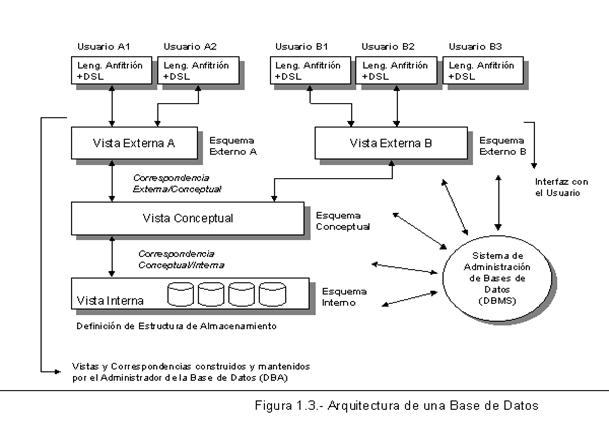 Usuario A1
Usuario A2
Usuario B1
Usuario B2
Usuario B3
Leng. Anfitrión
+DSL
Leng. Anfitrión
+DSL
Leng. Anfitrión
+DSL
Leng. Anfitrión
+DSL
Leng. Anfitrión
+DSL
Vista Externa A
Esquema
Externo A
Vista Externa B
Esquema
Externo B
Correspondencia
Externa/Conceptual
Interfaz con
el Usuario
Vista Conceptual
Esquema
Conceptual
Correspondencia
Conceptual/Interna
Sistema de
Administración
de Bases de
Datos
(DBMS)
Vista Interna
Esquema
Interno
Definición de Estructura de Almacenamiento
Vistas y Correspondencias construidos y mantenidos
por el Administrador de la Base de Datos (DBA)
Figura 1.3.- Arquitectura de una Base de Datos